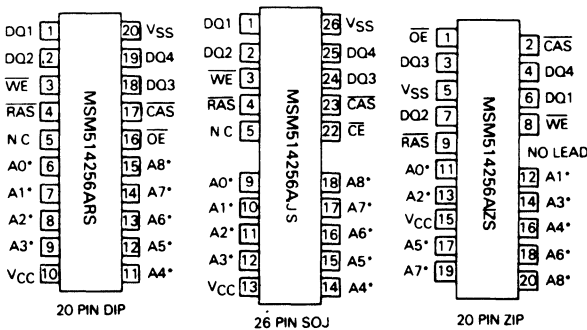 DQ1 1 20 VSS
DQ2 2 19 DQ4
WE 3 18 DQ3
RAS 4 17 CAS
NC 5 16 OE
A0* 6 15 A8*
A1* 7 14 A7*
A2* 8 13 A6*
A3* 9 12 A5*
VCC 10 11 A4*
MSM514256ARS
20 PIN DIP
DQ1 1 26 VSS
DQ2 2 25 DQ4
WE 3 24 DQ3
RAS 4 23 CAS
NC 5 22 CE
A0* 9 18 A8*
A1* 10 17 A7*
A2* 11 16 A6*
A3* 12 15 A5*
VCC 13 14 A4*
MSM514256AJS
26 PIN SOJ
OE 1
2 CAS
DQ3 3
4 DQ4
VSS 5
6 DQ1
DQ2 7
8 WE
RAS 9
NO LEAD
A0* 11
12 A1*
A2* 13
14 A3*
VCC 15
16 A4*
A5* 17
18 A6*
A7* 19
20 A8*
MSM514256AZS
20 PIN ZIP